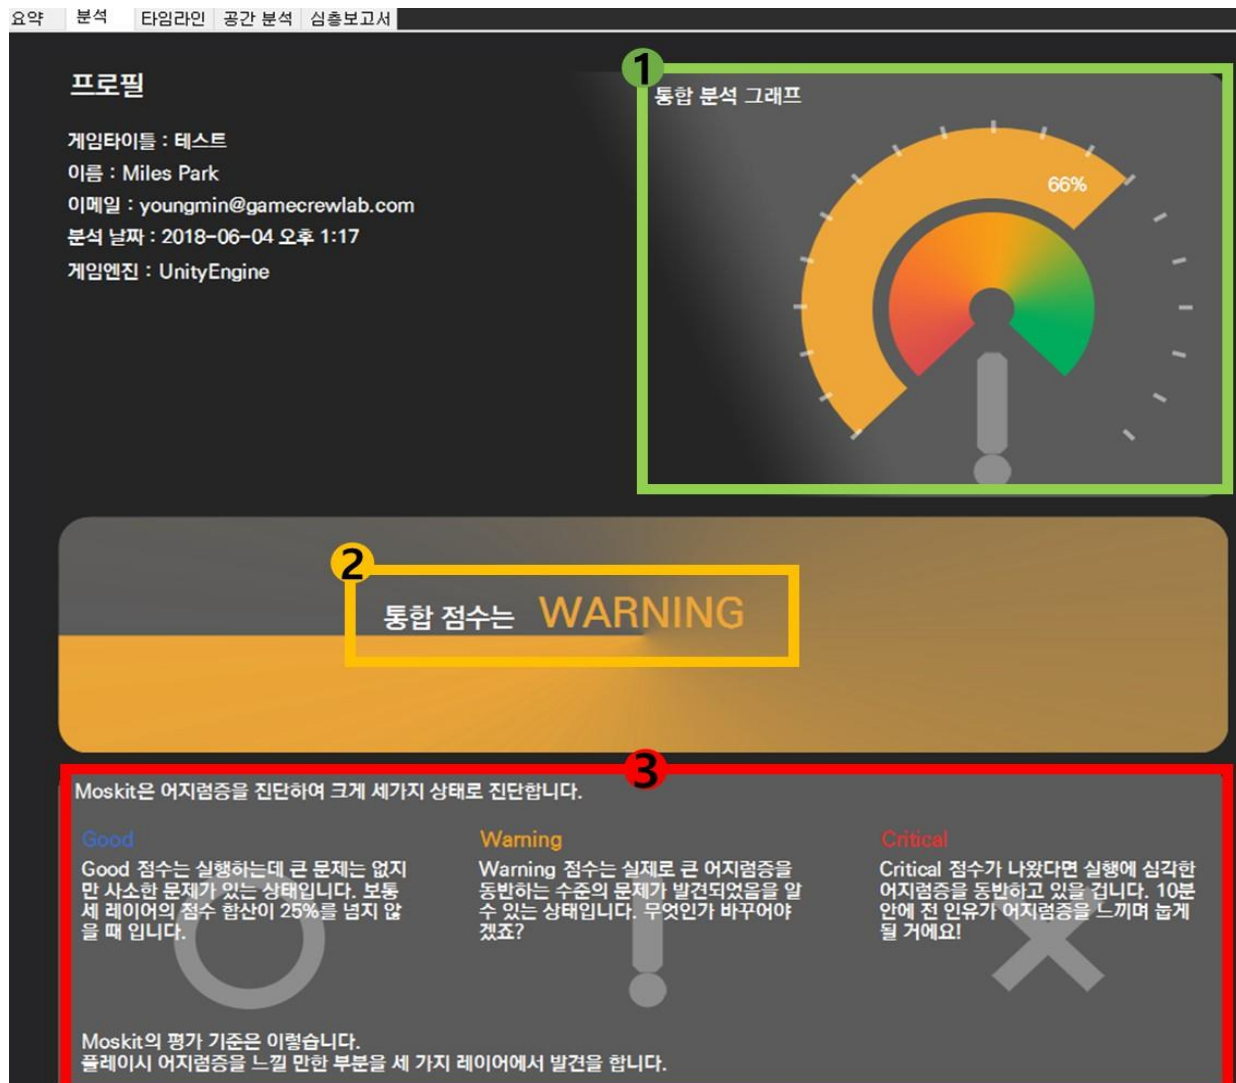 요약 분석 타임라인 공간 분석 심층보고서
프로필
게임타이틀 : 테스트
이름 : Miles Park
이메일 : youngmin@gamecrewlab.com
분석 날짜 : 2018-06-04 오후 1:17
게임엔진 : UnityEngine
1
통합 분석 그래프
66%
2
통합 점수는 WARNING
3
Moskit은 어지럼증을 진단하여 크게 세가지 상태로 진단합니다.
Good
Good 점수는 실행하는데 큰 문제는 없지
만 사소한 문제가 있는 상태입니다. 보통
세 레이어의 점수 합산이 25%를 넘지 않
을 때 입니다.
Warning
Warning 점수는 실제로 큰 어지럼증을
동반하는 수준의 문제가 발견되었음을 알
수 있는 상태입니다. 무엇인가 바꾸어야
겠죠?
Critical
Critical 점수가 나왔다면 실행에 심각한
어지럼증을 동반하고 있을 겁니다. 10분
안에 전 인유가 어지럼증을 느끼며 눕게
될 거에요!
Moskit의 평가 기준은 이렇습니다.
플레이시 어지럼증을 느낄 만한 부분을 세 가지 레이어에서 발견을 합니다.